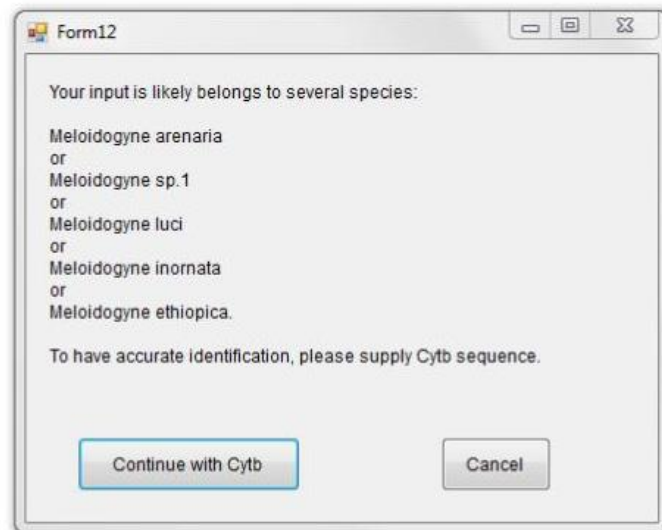 Form12
Your input is likely belongs to several species:
Meloidogyne arenaria
or
Meloidogyne sp.1
or
Meloidogyne luci
or
Meloidogyne inornata
or
Meloidogyne ethiopica.
To have accurate identification, please supply Cytb sequence.
Continue with Cytb
Cancel